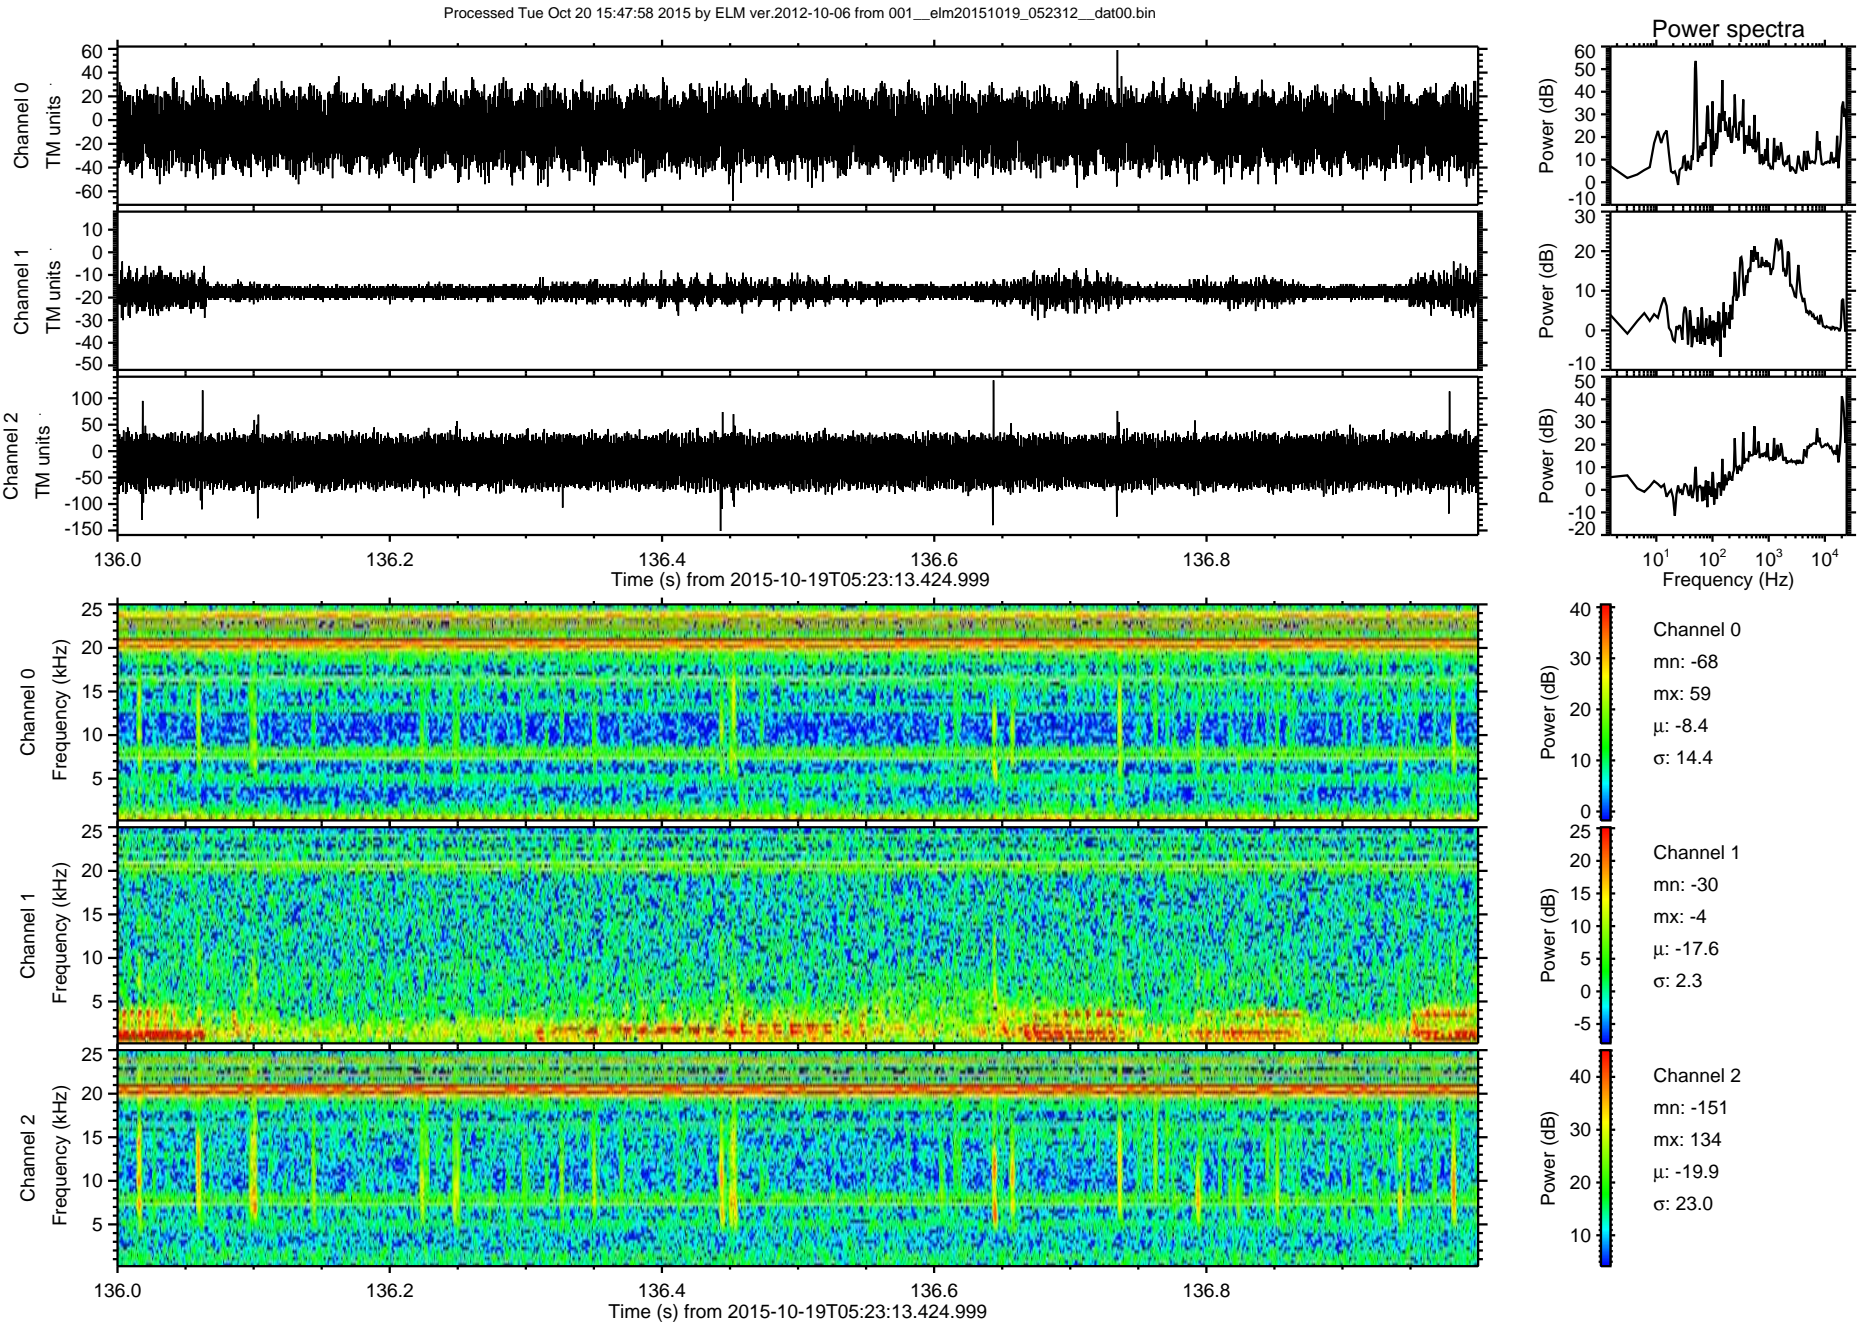 Processed Tue Oct 20 15:47:58 2015 by ELM ver.2012-10-06 from 001__elm20151019_052312__dat00.bin
Power spectra
Channel 0
TM units
60
40
20
0
-20
-40
-60
Power (dB)
60
50
40
30
20
10
0
-10
Channel 1
TM units
10
0
-10
-20
-30
-40
-50
Power (dB)
30
20
10
0
-10
Channel 2
TM units
100
50
0
-50
-100
-150
Power (dB)
50
40
30
20
10
0
-10
-20
136.0 136.2 136.4 136.6 136.8
Time (s) from 2015-10-19T05:23:13.424.999
10¹ 10² 10³ 10⁴
Frequency (Hz)
Channel 0
Frequency (kHz)
25
20
15
10
5
Power (dB)
40
30
20
10
0
Channel 0
mn: -68
mx: 59
μ: -8.4
σ: 14.4
Channel 1
Frequency (kHz)
25
20
15
10
5
Power (dB)
25
20
15
10
5
0
-5
Channel 1
mn: -30
mx: -4
μ: -17.6
σ: 2.3
Channel 2
Frequency (kHz)
25
20
15
10
5
Power (dB)
40
30
20
10
Channel 2
mn: -151
mx: 134
μ: -19.9
σ: 23.0
136.0 136.2 136.4 136.6 136.8
Time (s) from 2015-10-19T05:23:13.424.999